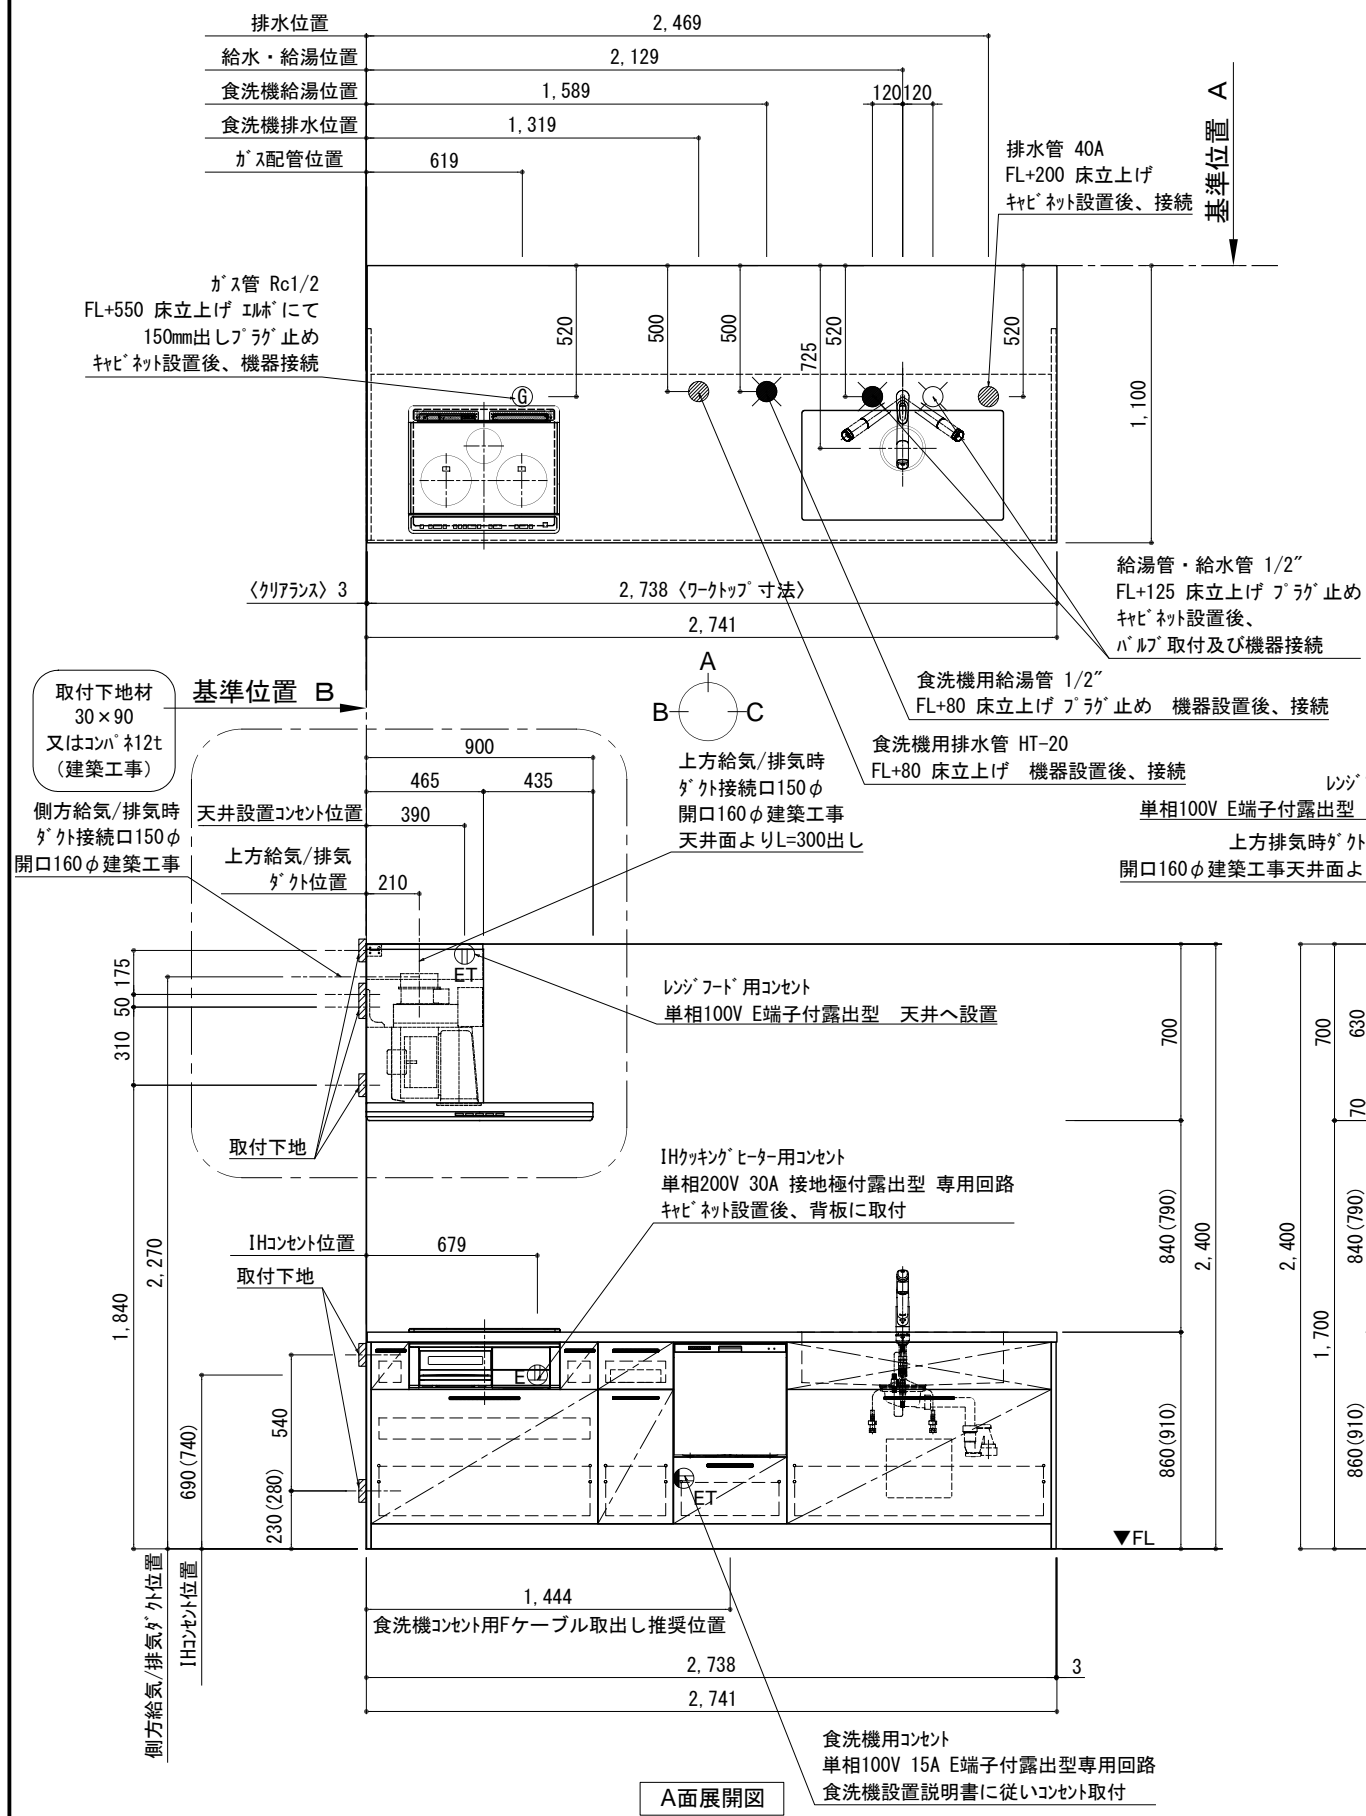 排水位置
2,469
給水・給湯位置
2,129
食洗機給湯位置
1,589
120
120
食洗機排水位置
1,319
ガス配管位置
619
基準位置 A
排水管 40A
FL+200 床立上げ
キャビネット設置後、接続
ガス管 Rc1/2
FL+550 床立上げ エルボにて
150mm出しプラグ止め
キャビネット設置後、機器接続
520
500
500
725
520
520
1,100
G
〈クリアランス〉 3
2,738 〈ワークトップ寸法〉
2,741
給湯管・給水管 1/2"
FL+125 床立上げ プラグ止め
キャビネット設置後、
バルブ取付及び機器接続
取付下地材
30×90
又はコンパネ12t
(建築工事)
基準位置 B
A
B
C
食洗機用給湯管 1/2"
FL+80 床立上げ プラグ止め 機器設置後、接続
食洗機用排水管 HT-20
FL+80 床立上げ 機器設置後、接続
900
465
435
上方給気/排気時
ダクト接続口150φ
開口160φ建築工事
天井面よりL=300出し
側方給気/排気時
ダクト接続口150φ
開口160φ建築工事
天井設置コンセント位置
390
上方給気/排気
ダクト位置
210
レンジ
単相100V E端子付露出型
上方排気時ダクト
開口160φ建築工事天井面よ
175
50
310
ET
レンジフード用コンセント
単相100V E端子付露出型 天井へ設置
700
700
630
70
取付下地
IHクッキングヒーター用コンセント
単相200V 30A 接地極付露出型 専用回路
キャビネット設置後、背板に取付
IHコンセント位置
679
取付下地
2,270
1,840
840(790)
2,400
2,400
840(790)
1,700
E
540
690(740)
230(280)
860(910)
860(910)
ET
▼FL
側方給気/排気ダクト位置
IHコンセント位置
1,444
食洗機コンセント用Fケーブル取出し推奨位置
2,738
3
2,741
食洗機用コンセント
単相100V 15A E端子付露出型専用回路
食洗機設置説明書に従いコンセント取付
A面展開図